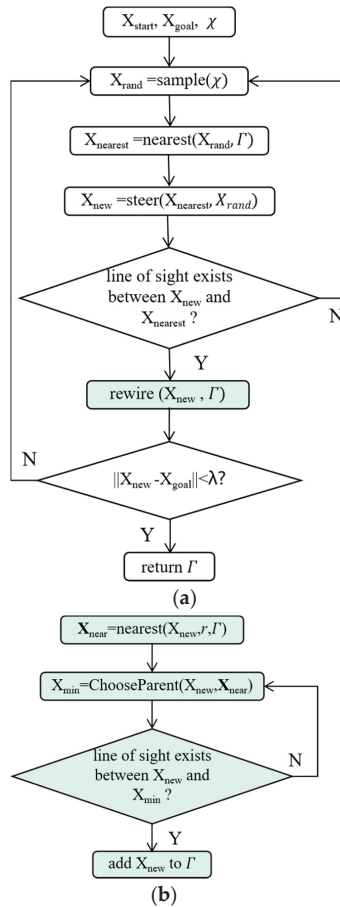 X_start, X_goal, χ
X_rand =sample(χ)
X_nearest =nearest(X_rand, Γ)
X_new =steer(X_nearest, X_rand)
line of sight exists
between X_new and
X_nearest ?
N
Y
rewire (X_new , Γ)
N
||X_new -X_goal||<λ?
Y
return Γ
(a)
X_near=nearest(X_new,r,Γ)
X_min=ChooseParent(X_new,X_near)
line of sight exists
between X_new and
X_min ?
N
Y
add X_new to Γ
(b)